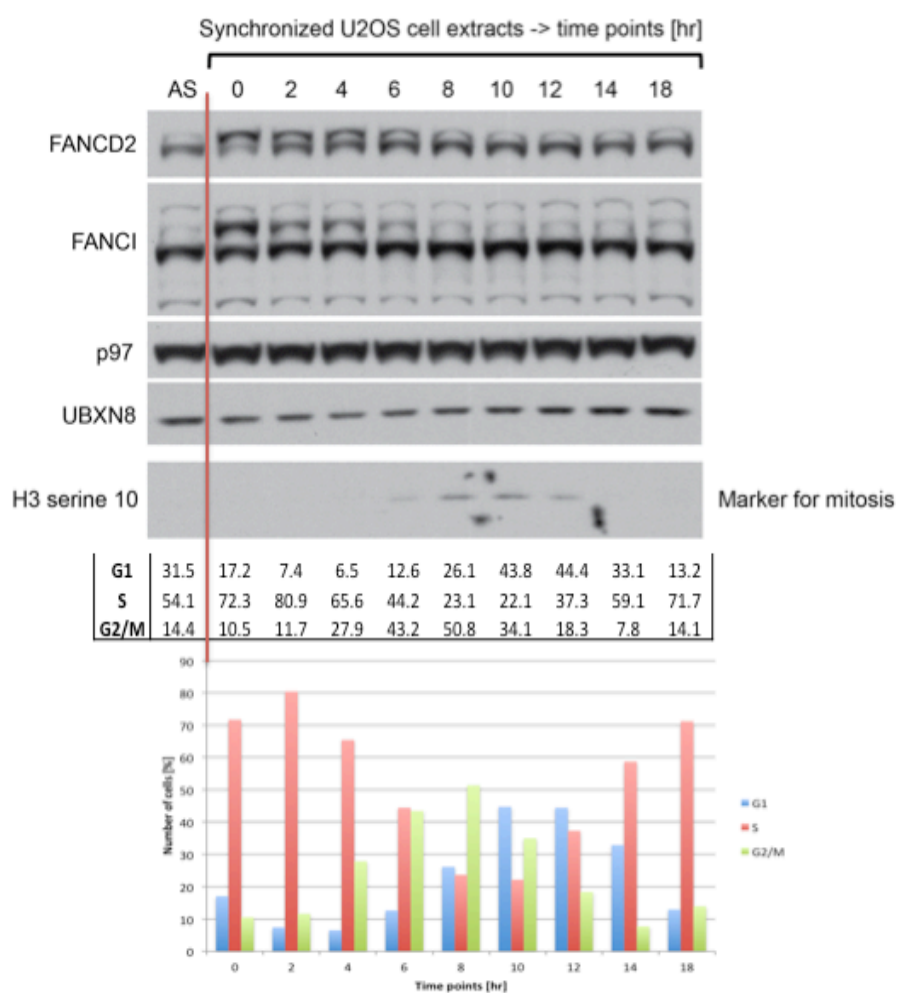 Synchronized U2OS cell extracts -> time points [hr]
AS 0 2 4 6 8 10 12 14 18
FANCD2
FANCI
p97
UBXN8
H3 serine 10 Marker for mitosis
G1 31.5 17.2 7.4 6.5 12.6 26.1 43.8 44.4 33.1 13.2
S 54.1 72.3 80.9 65.6 44.2 23.1 22.1 37.3 59.1 71.7
G2/M 14.4 10.5 11.7 27.9 43.2 50.8 34.1 18.3 7.8 14.1
90
80
70
60
50
40
30
20
10
0
Number of cells [%]
G1
S
G2/M
0 2 4 6 8 10 12 14 18
Time points [hr]